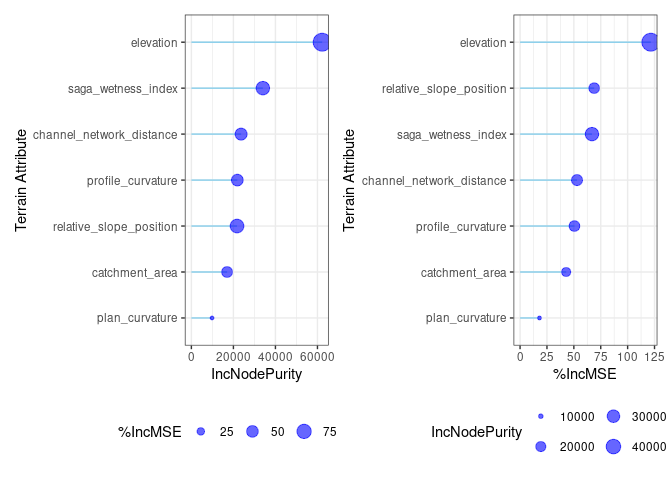 Terrain Attribute
elevation
saga_wetness_index
channel_network_distance
profile_curvature
relative_slope_position
catchment_area
plan_curvature
0 20000 40000 60000
IncNodePurity
%IncMSE 25 50 75
Terrain Attribute
elevation
relative_slope_position
saga_wetness_index
channel_network_distance
profile_curvature
catchment_area
plan_curvature
0 25 50 75 100 125
%IncMSE
IncNodePurity 10000 30000
20000 40000